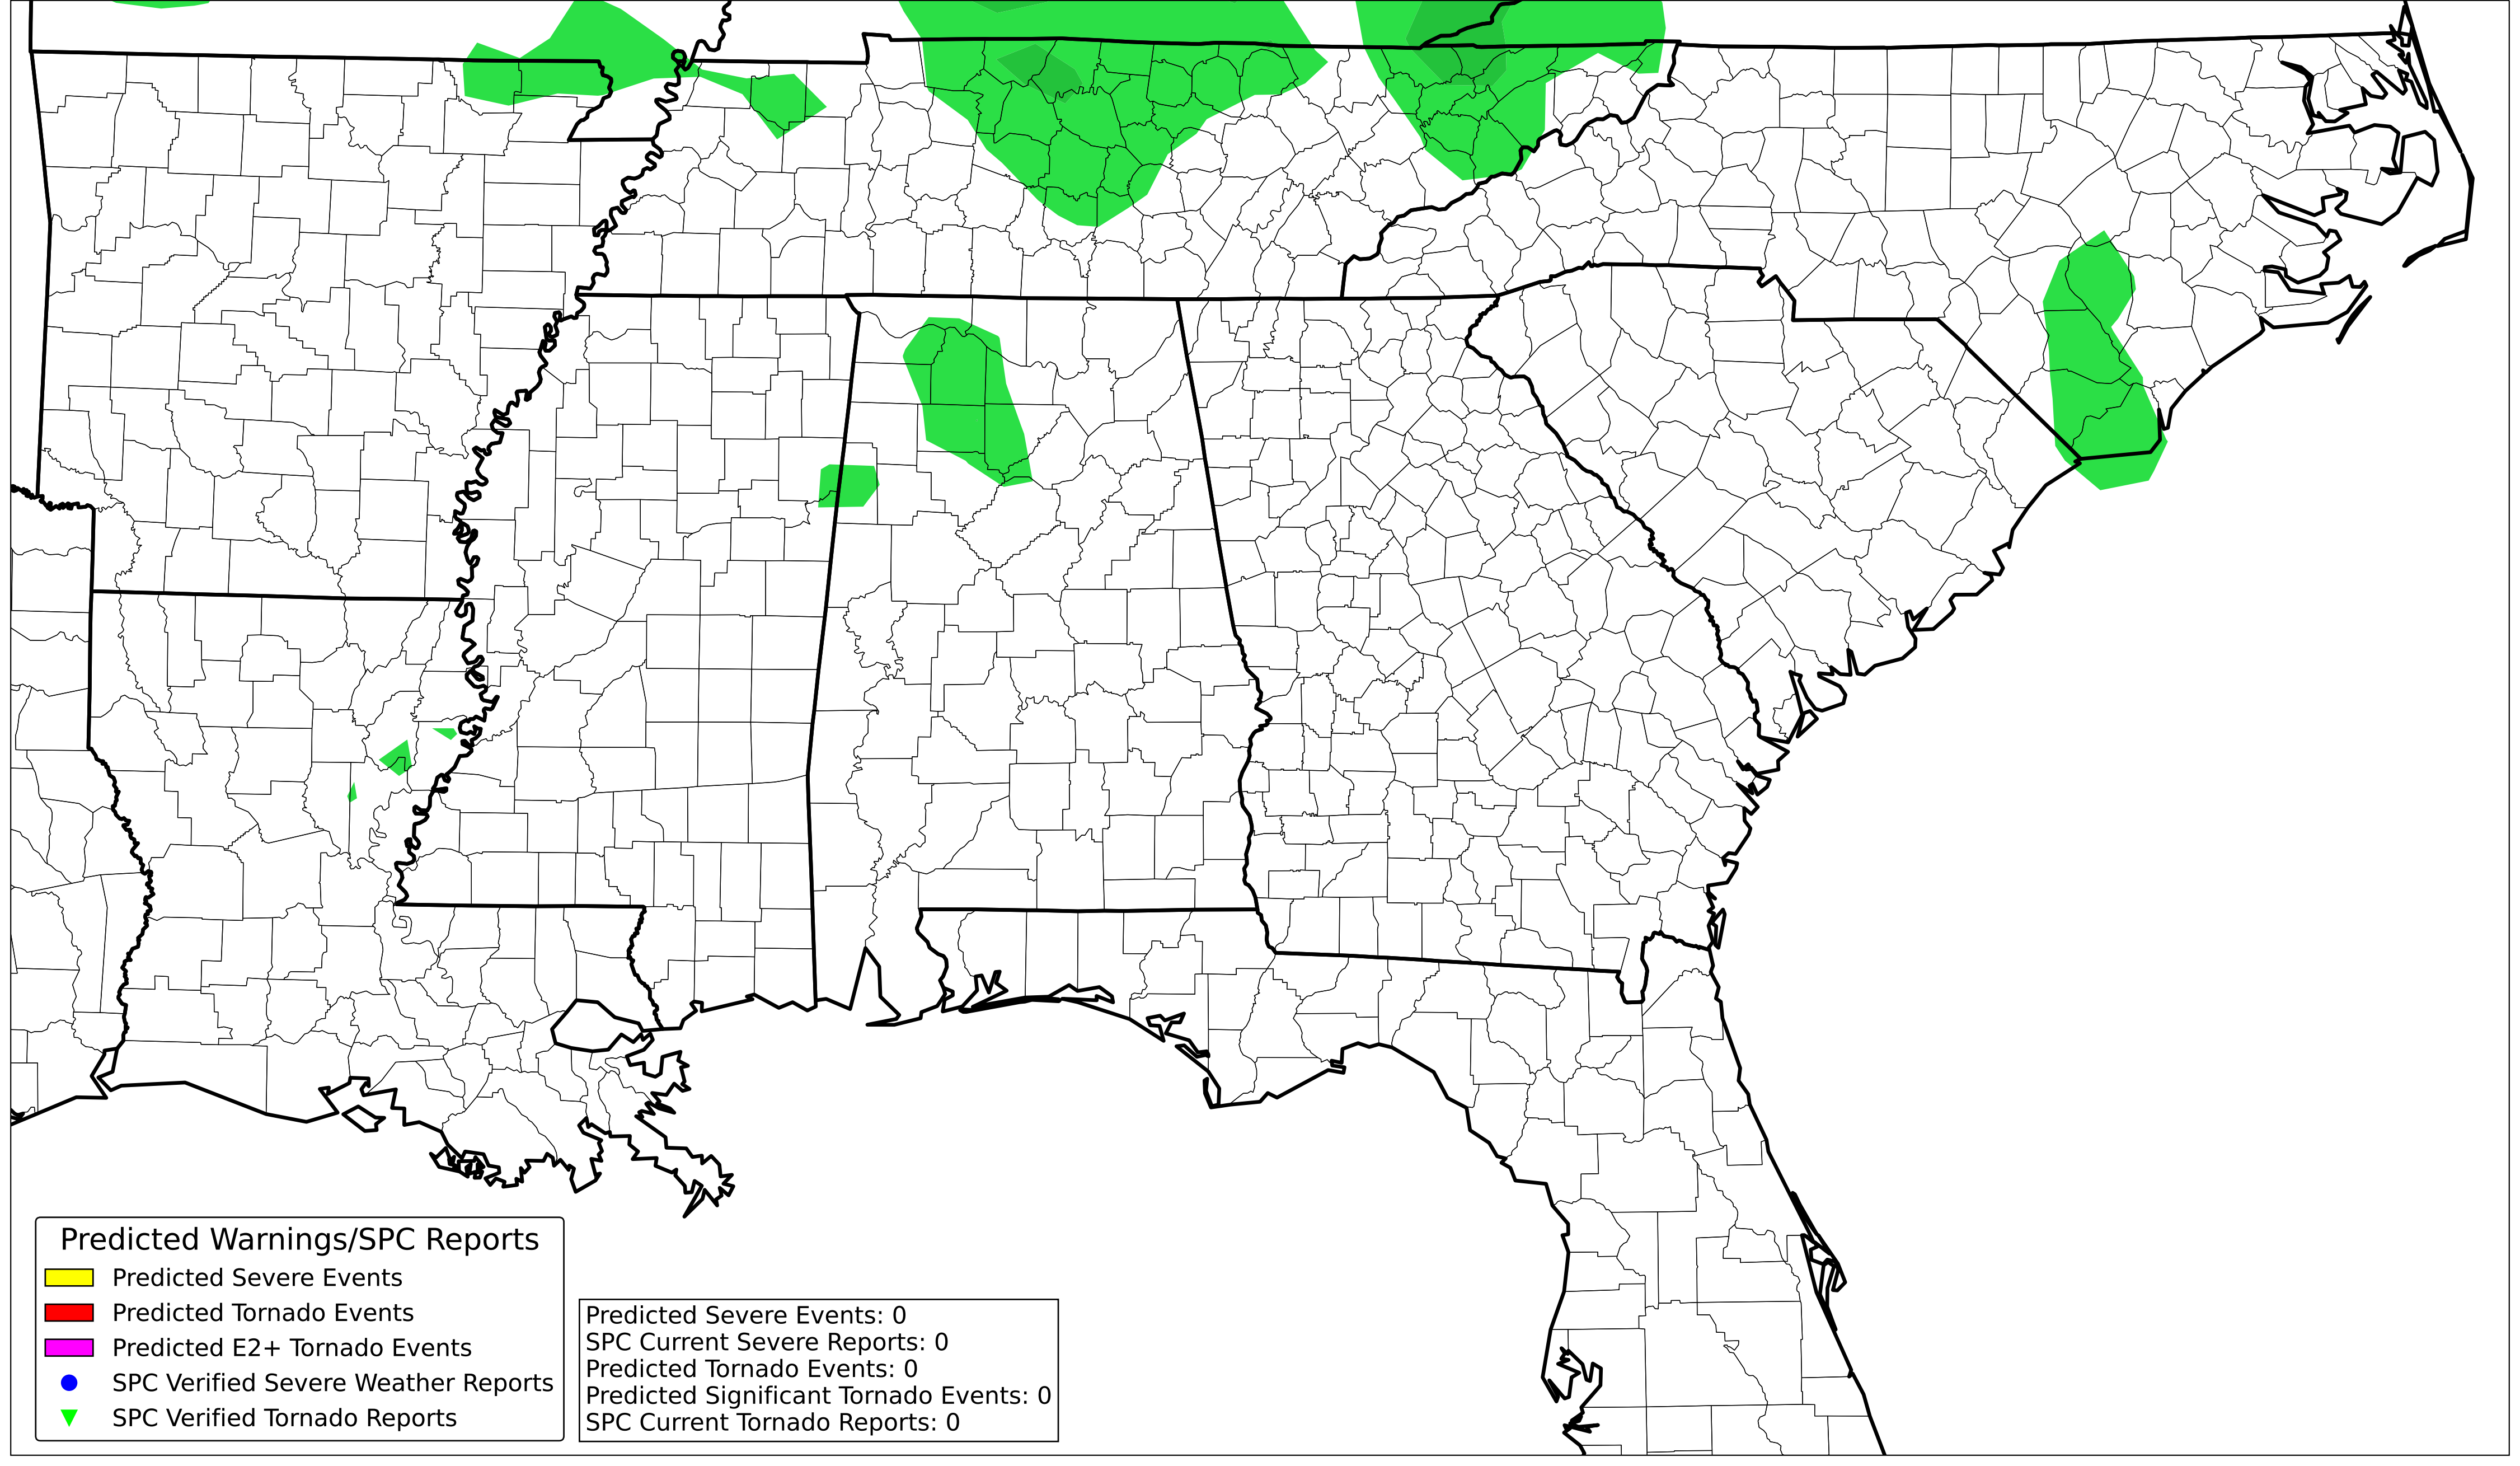 Predicted Warnings/SPC Reports
Predicted Severe Events
Predicted Tornado Events
Predicted E2+ Tornado Events
SPC Verified Severe Weather Reports
SPC Verified Tornado Reports
Predicted Severe Events: 0
SPC Current Severe Reports: 0
Predicted Tornado Events: 0
Predicted Significant Tornado Events: 0
SPC Current Tornado Reports: 0